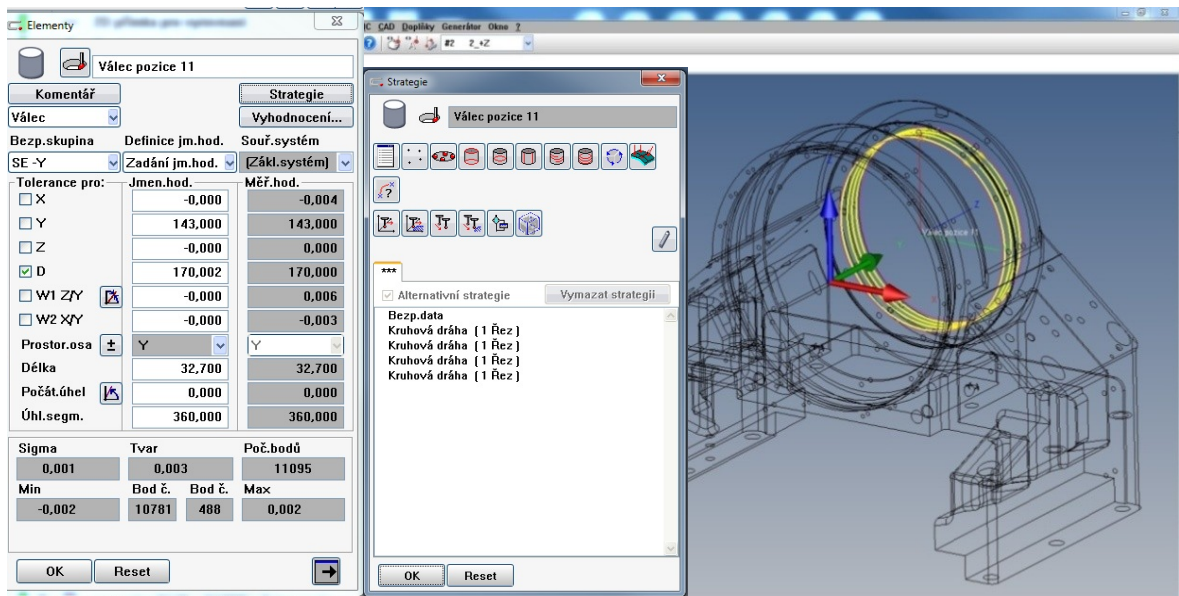 Elementy
Válec pozice 11
Komentář
Strategie
Válec
Vyhodnocení...
Bezp.skupina Definice jm.hod. Souř.systém
SE -Y Zadání jm.hod. (Zákl.systém)
Tolerance pro: Jmen.hod. Měř.hod.
X -0,000 -0,004
Y 143,000 143,000
Z -0,000 0,000
D 170,002 170,000
W1 Z/Y -0,000 0,006
W2 X/Y -0,000 -0,003
Prostor.osa ± Y Y
Délka 32,700 32,700
Počát.úhel 0,000 0,000
Úhl.segm. 360,000 360,000
Sigma Tvar Poč.bodů
0,001 0,003 11095
Min Bod č. Bod č. Max
-0,002 10781 488 0,002
OK Reset
CAD Doplňky Generátor Okno ?
#2 2_+Z
Strategie
Válec pozice 11
***
Alternativní strategie Vymazat strategii
Bezp.data
Kruhová dráha ( 1 Řez )
Kruhová dráha ( 1 Řez )
Kruhová dráha ( 1 Řez )
Kruhová dráha ( 1 Řez )
OK Reset
Z
Válec pozice 11
Y
X